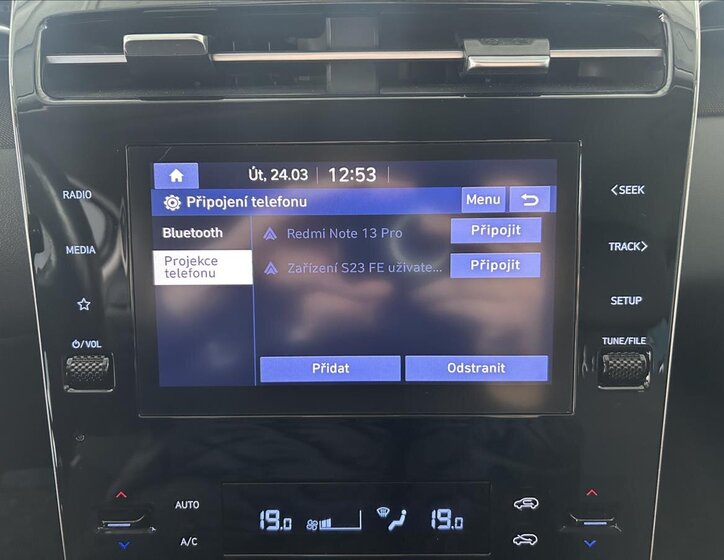 Út, 24.03 12:53
Připojení telefonu Menu
Bluetooth
Projekce
telefonu
Redmi Note 13 Pro Připojit
Zařízení S23 FE uživate... Připojit
Přidat Odstranit
RADIO
MEDIA
/VOL
<SEEK
TRACK>
SETUP
TUNE/FILE
AUTO
A/C
19.0 19.0